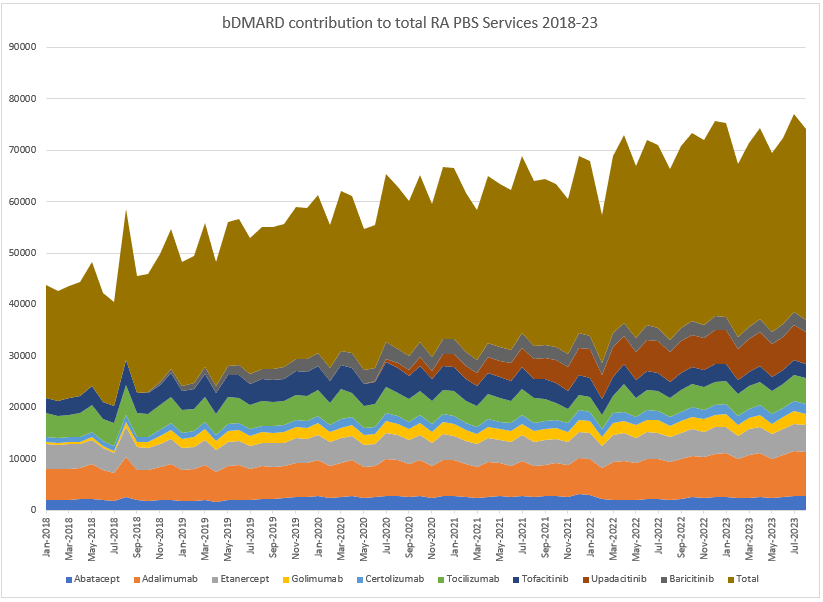 bDMARD contribution to total RA PBS Services 2018-23
90000
80000
70000
60000
50000
40000
30000
20000
10000
0
Jan-2018
Mar-2018
May-2018
Jul-2018
Sep-2018
Nov-2018
Jan-2019
Mar-2019
May-2019
Jul-2019
Sep-2019
Nov-2019
Jan-2020
Mar-2020
May-2020
Jul-2020
Sep-2020
Nov-2020
Jan-2021
Mar-2021
May-2021
Jul-2021
Sep-2021
Nov-2021
Jan-2022
Mar-2022
May-2022
Jul-2022
Sep-2022
Nov-2022
Jan-2023
Mar-2023
May-2023
Jul-2023
Abatacept Adalimumab Etanercept Golimumab Certolizumab Tocilizumab Tofacitinib Upadacitinib Baricitinib Total